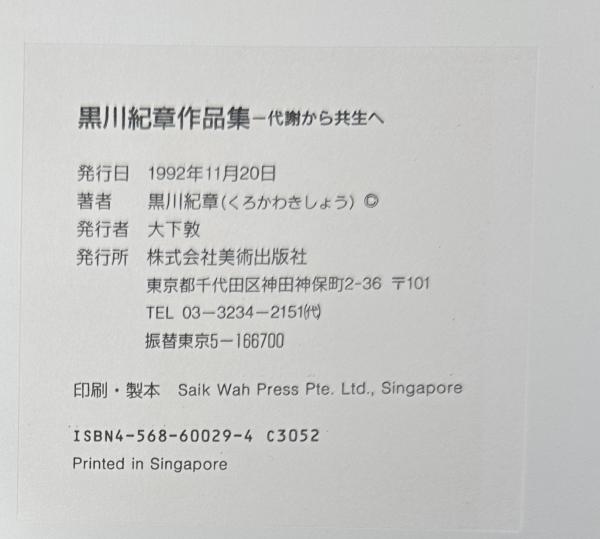 黒川紀章作品集－代謝から共生へ
発行日　1992年11月20日
著者　黒川紀章(くろかわきしょう) ©
発行者　大下敦
発行所　株式会社美術出版社
東京都千代田区神田神保町2-36 〒101
TEL 03－3234－2151㈹
振替東京5－166700
印刷・製本　Saik Wah Press Pte. Ltd., Singapore
ISBN4-568-60029-4 C3052
Printed in Singapore